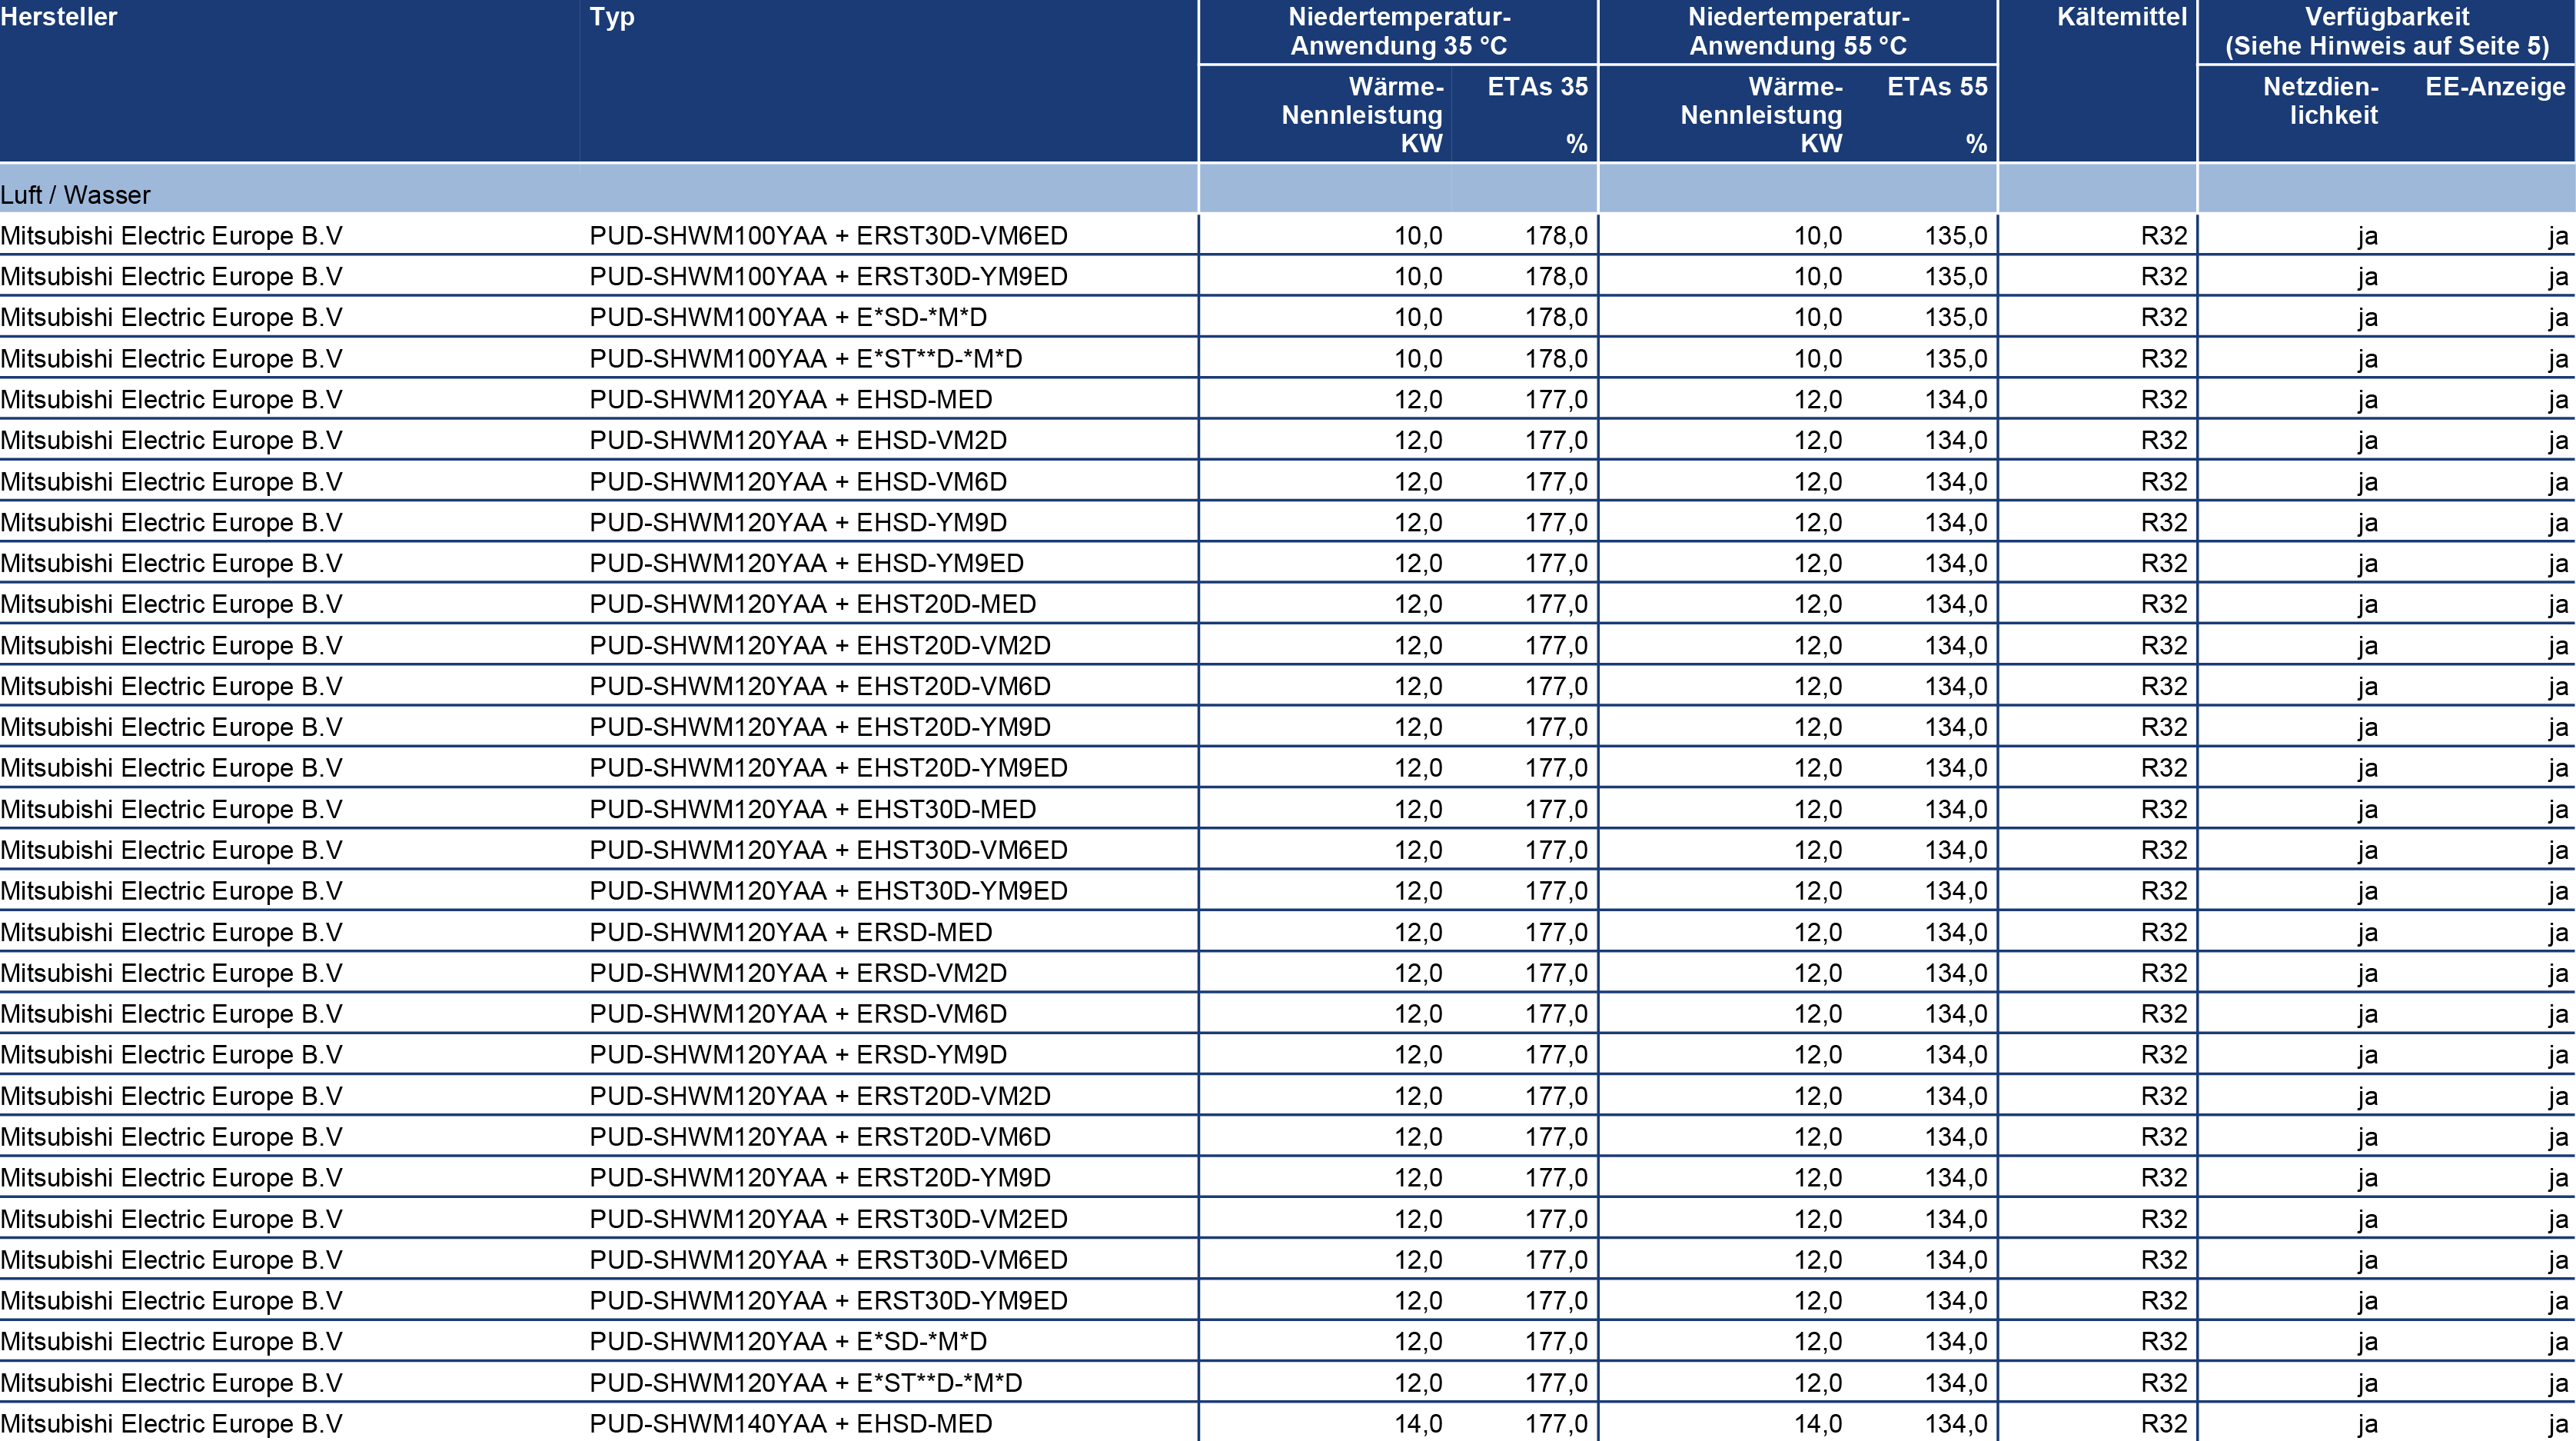 Hersteller Typ Niedertemperatur- Niedertemperatur- Kältemittel Verfügbarkeit
Anwendung 35 °C Anwendung 55 °C (Siehe Hinweis auf Seite 5)
Wärme- ETAs 35 Wärme- ETAs 55 Netzdien- EE-Anzeige
Nennleistung Nennleistung lichkeit
KW % KW %
Luft / Wasser
Mitsubishi Electric Europe B.V PUD-SHWM100YAA + ERST30D-VM6ED 10,0 178,0 10,0 135,0 R32 ja ja
Mitsubishi Electric Europe B.V PUD-SHWM100YAA + ERST30D-YM9ED 10,0 178,0 10,0 135,0 R32 ja ja
Mitsubishi Electric Europe B.V PUD-SHWM100YAA + E*SD-*M*D 10,0 178,0 10,0 135,0 R32 ja ja
Mitsubishi Electric Europe B.V PUD-SHWM100YAA + E*ST**D-*M*D 10,0 178,0 10,0 135,0 R32 ja ja
Mitsubishi Electric Europe B.V PUD-SHWM120YAA + EHSD-MED 12,0 177,0 12,0 134,0 R32 ja ja
Mitsubishi Electric Europe B.V PUD-SHWM120YAA + EHSD-VM2D 12,0 177,0 12,0 134,0 R32 ja ja
Mitsubishi Electric Europe B.V PUD-SHWM120YAA + EHSD-VM6D 12,0 177,0 12,0 134,0 R32 ja ja
Mitsubishi Electric Europe B.V PUD-SHWM120YAA + EHSD-YM9D 12,0 177,0 12,0 134,0 R32 ja ja
Mitsubishi Electric Europe B.V PUD-SHWM120YAA + EHSD-YM9ED 12,0 177,0 12,0 134,0 R32 ja ja
Mitsubishi Electric Europe B.V PUD-SHWM120YAA + EHST20D-MED 12,0 177,0 12,0 134,0 R32 ja ja
Mitsubishi Electric Europe B.V PUD-SHWM120YAA + EHST20D-VM2D 12,0 177,0 12,0 134,0 R32 ja ja
Mitsubishi Electric Europe B.V PUD-SHWM120YAA + EHST20D-VM6D 12,0 177,0 12,0 134,0 R32 ja ja
Mitsubishi Electric Europe B.V PUD-SHWM120YAA + EHST20D-YM9D 12,0 177,0 12,0 134,0 R32 ja ja
Mitsubishi Electric Europe B.V PUD-SHWM120YAA + EHST20D-YM9ED 12,0 177,0 12,0 134,0 R32 ja ja
Mitsubishi Electric Europe B.V PUD-SHWM120YAA + EHST30D-MED 12,0 177,0 12,0 134,0 R32 ja ja
Mitsubishi Electric Europe B.V PUD-SHWM120YAA + EHST30D-VM6ED 12,0 177,0 12,0 134,0 R32 ja ja
Mitsubishi Electric Europe B.V PUD-SHWM120YAA + EHST30D-YM9ED 12,0 177,0 12,0 134,0 R32 ja ja
Mitsubishi Electric Europe B.V PUD-SHWM120YAA + ERSD-MED 12,0 177,0 12,0 134,0 R32 ja ja
Mitsubishi Electric Europe B.V PUD-SHWM120YAA + ERSD-VM2D 12,0 177,0 12,0 134,0 R32 ja ja
Mitsubishi Electric Europe B.V PUD-SHWM120YAA + ERSD-VM6D 12,0 177,0 12,0 134,0 R32 ja ja
Mitsubishi Electric Europe B.V PUD-SHWM120YAA + ERSD-YM9D 12,0 177,0 12,0 134,0 R32 ja ja
Mitsubishi Electric Europe B.V PUD-SHWM120YAA + ERST20D-VM2D 12,0 177,0 12,0 134,0 R32 ja ja
Mitsubishi Electric Europe B.V PUD-SHWM120YAA + ERST20D-VM6D 12,0 177,0 12,0 134,0 R32 ja ja
Mitsubishi Electric Europe B.V PUD-SHWM120YAA + ERST20D-YM9D 12,0 177,0 12,0 134,0 R32 ja ja
Mitsubishi Electric Europe B.V PUD-SHWM120YAA + ERST30D-VM2ED 12,0 177,0 12,0 134,0 R32 ja ja
Mitsubishi Electric Europe B.V PUD-SHWM120YAA + ERST30D-VM6ED 12,0 177,0 12,0 134,0 R32 ja ja
Mitsubishi Electric Europe B.V PUD-SHWM120YAA + ERST30D-YM9ED 12,0 177,0 12,0 134,0 R32 ja ja
Mitsubishi Electric Europe B.V PUD-SHWM120YAA + E*SD-*M*D 12,0 177,0 12,0 134,0 R32 ja ja
Mitsubishi Electric Europe B.V PUD-SHWM120YAA + E*ST**D-*M*D 12,0 177,0 12,0 134,0 R32 ja ja
Mitsubishi Electric Europe B.V PUD-SHWM140YAA + EHSD-MED 14,0 177,0 14,0 134,0 R32 ja ja